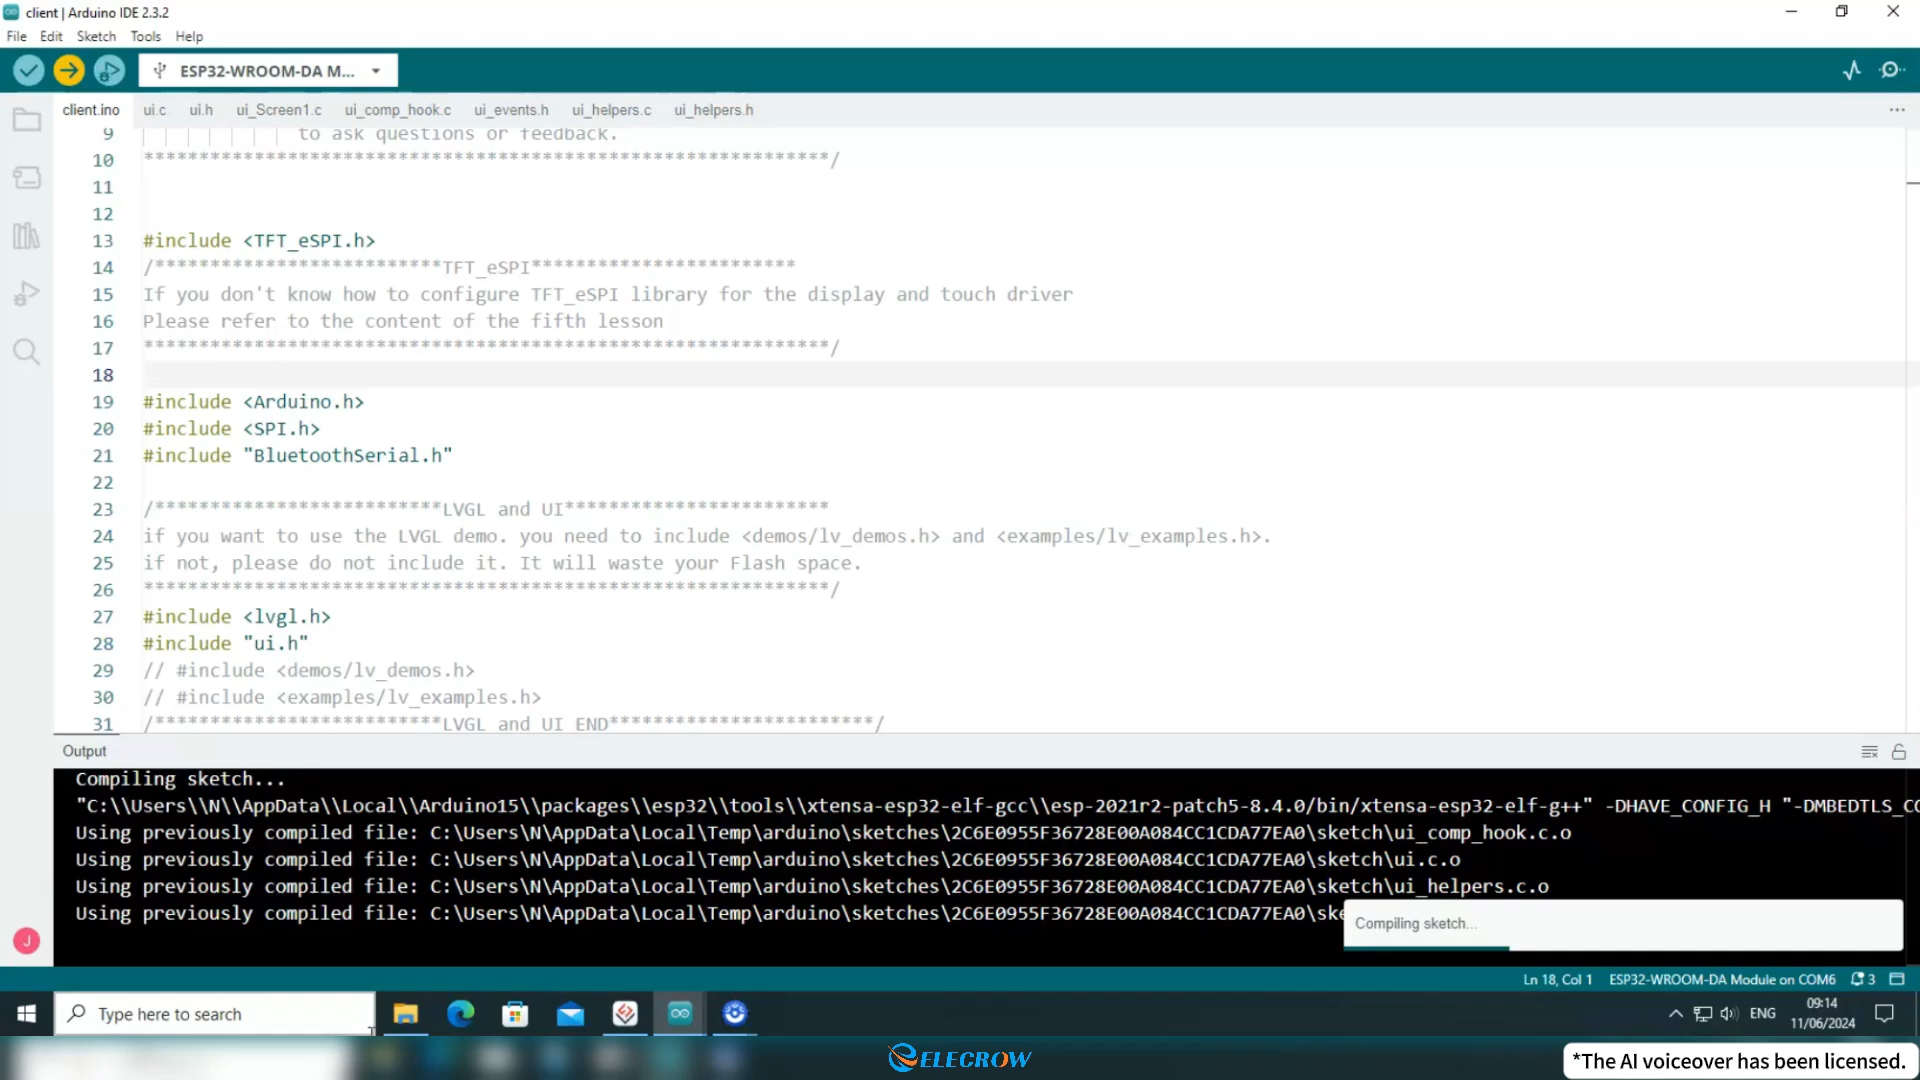 client | Arduino IDE 2.3.2
File Edit Sketch Tools Help
ESP32-WROOM-DA M...
client.ino ui.c ui.h ui_Screen1.c ui_comp_hook.c ui_events.h ui_helpers.c ui_helpers.h
9 to ask questions or feedback.
10 **************************************************************/
11
12
13 #include <TFT_eSPI.h>
14 /**************************TFT_eSPI************************
15 If you don't know how to configure TFT_eSPI library for the display and touch driver
16 Please refer to the content of the fifth lesson
17 **************************************************************/
18
19 #include <Arduino.h>
20 #include <SPI.h>
21 #include "BluetoothSerial.h"
22
23 /**************************LVGL and UI************************
24 if you want to use the LVGL demo. you need to include <demos/lv_demos.h> and <examples/lv_examples.h>.
25 if not, please do not include it. It will waste your Flash space.
26 **************************************************************/
27 #include <lvgl.h>
28 #include "ui.h"
29 // #include <demos/lv_demos.h>
30 // #include <examples/lv_examples.h>
31 /**************************LVGL and UI END************************/
Output
Compiling sketch...
"C:\\Users\\N\\AppData\\Local\\Arduino15\\packages\\esp32\\tools\\xtensa-esp32-elf-gcc\\esp-2021r2-patch5-8.4.0/bin/xtensa-esp32-elf-g++" -DHAVE_CONFIG_H "-DMBEDTLS_CO
Using previously compiled file: C:\Users\N\AppData\Local\Temp\arduino\sketches\2C6E0955F36728E00A084CC1CDA77EA0\sketch\ui_comp_hook.c.o
Using previously compiled file: C:\Users\N\AppData\Local\Temp\arduino\sketches\2C6E0955F36728E00A084CC1CDA77EA0\sketch\ui.c.o
Using previously compiled file: C:\Users\N\AppData\Local\Temp\arduino\sketches\2C6E0955F36728E00A084CC1CDA77EA0\sketch\ui_helpers.c.o
Using previously compiled file: C:\Users\N\AppData\Local\Temp\arduino\sketches\2C6E0955F36728E00A084CC1CDA77EA0\ske
Compiling sketch...
J
Ln 18, Col 1 ESP32-WROOM-DA Module on COM6 3
Type here to search
ENG
09:14
11/06/2024
ELECROW
*The AI voiceover has been licensed.